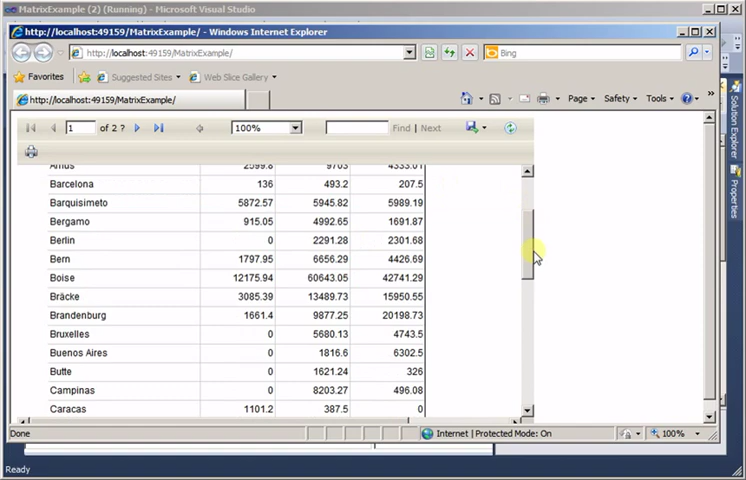 MatrixExample (2) (Running) - Microsoft Visual Studio
http://localhost:49159/MatrixExample/ - Windows Internet Explorer
http://localhost:49159/MatrixExample/
Bing
Favorites Suggested Sites Web Slice Gallery
http://localhost:49159/MatrixExample/
Page Safety Tools
1 of 2 ? 100% Find | Next
2599.8 9703 4333.01
Barcelona 136 493.2 207.5
Barquisimeto 5872.57 5945.82 5989.19
Bergamo 915.05 4992.65 1691.87
Berlin 0 2291.28 2301.68
Bern 1797.95 6656.29 4426.69
Boise 12175.94 60643.05 42741.29
Bräcke 3085.39 13489.73 15950.55
Brandenburg 1661.4 9877.25 20198.73
Bruxelles 0 5680.13 4743.5
Buenos Aires 0 1816.6 6302.5
Butte 0 1621.24 326
Campinas 0 8203.27 496.08
Caracas 1101.2 387.5 0
Done Internet | Protected Mode: On 100%
Ready
Solution Explorer
Properties